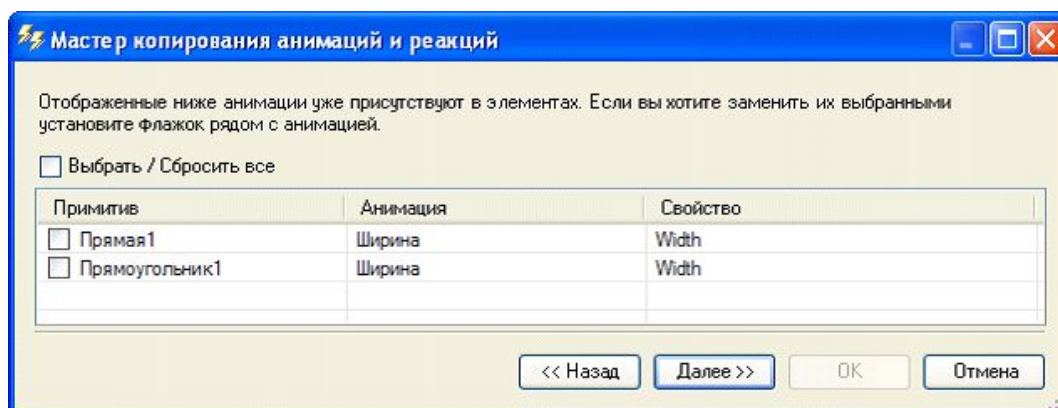 Мастер копирования анимаций и реакций
Отображенные ниже анимации уже присутствуют в элементах. Если вы хотите заменить их выбранными
установите флажок рядом с анимацией.
Выбрать / Сбросить все
Примитив Анимация Свойство
Прямая1 Ширина Width
Прямоугольник1 Ширина Width
<< Назад Далее >> OK Отмена